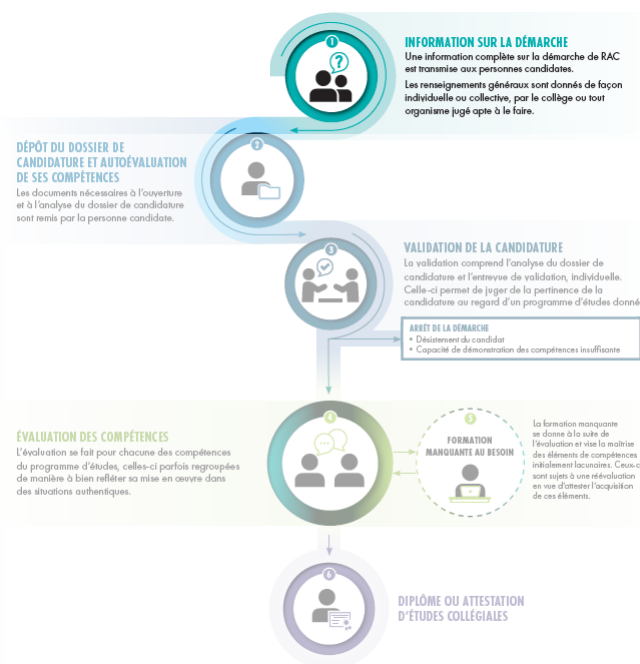 1
?
INFORMATION SUR LA DÉMARCHE
Une information complète sur la démarche de RAC
est transmise aux personnes candidates.
Les renseignements généraux sont donnés de façon
individuelle ou collective, par le collège ou tout
organisme jugé apte à le faire.
2
DÉPÔT DU DOSSIER DE
CANDIDATURE ET AUTOÉVALUATION
DE SES COMPÉTENCES
Les documents nécessaires à l'ouverture
et à l'analyse du dossier de candidature
sont remis par la personne candidate.
3
VALIDATION DE LA CANDIDATURE
La validation comprend l'analyse du dossier de
candidature et l'entrevue de validation, individuelle.
Celle-ci permet de juger de la pertinence de la
candidature au regard d'un programme d'études donné
ARRÊT DE LA DÉMARCHE
• Désistement du candidat
• Capacité de démonstration des compétences insuffisante
4
ÉVALUATION DES COMPÉTENCES
L'évaluation se fait pour chacune des compétences
du programme d'études, celles-ci parfois regroupées
de manière à bien refléter sa mise en œuvre dans
des situations authentiques.
5
FORMATION
MANQUANTE AU BESOIN
La formation manquante
se donne à la suite de
l'évaluation et vise la maîtrise
des éléments de compétences
initialement lacunaires. Ceux-c
sont sujets à une réévaluation
en vue d'attester l'acquisition
de ces éléments.
6
DIPLÔME OU ATTESTATION
D'ÉTUDES COLLÉGIALES